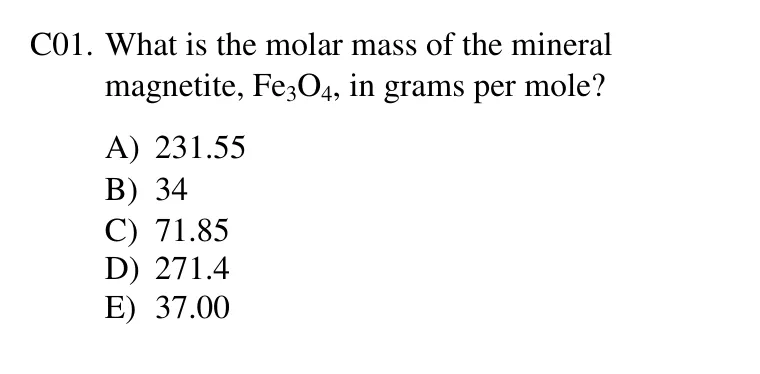 C01. What is the molar mass of the mineral
magnetite, Fe₃O₄, in grams per mole?
A) 231.55
B) 34
C) 71.85
D) 271.4
E) 37.00